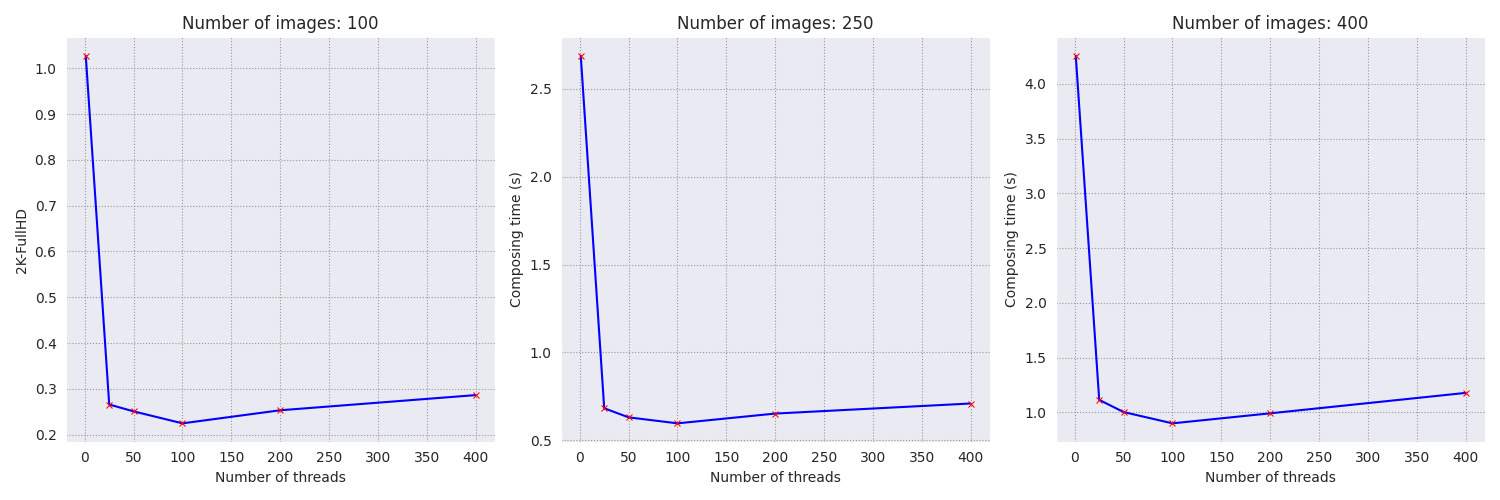 Number of images: 100
2K-FullHD
1.0
0.9
0.8
0.7
0.6
0.5
0.4
0.3
0.2
0 50 100 150 200 250 300 350 400
Number of threads
Number of images: 250
Composing time (s)
2.5
2.0
1.5
1.0
0.5
0 50 100 150 200 250 300 350 400
Number of threads
Number of images: 400
Composing time (s)
4.0
3.5
3.0
2.5
2.0
1.5
1.0
0 50 100 150 200 250 300 350 400
Number of threads